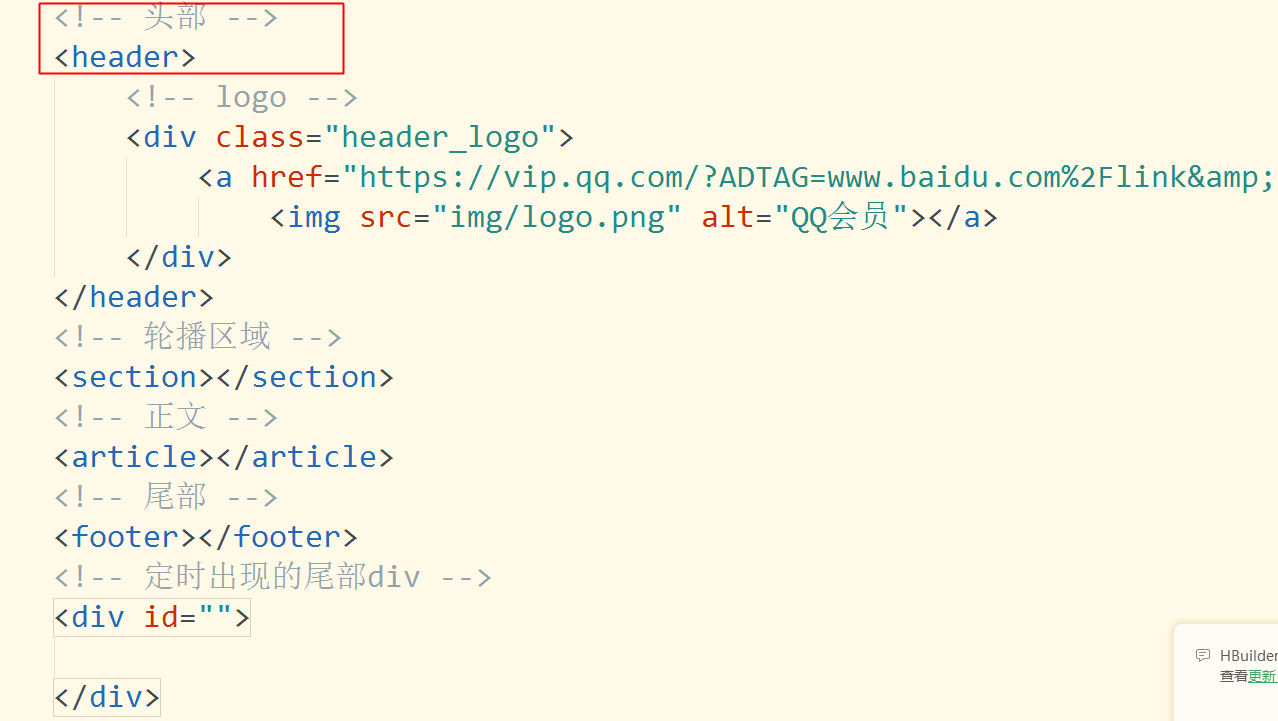 <!-- 头部 -->
<header>
<!-- logo -->
<div class="header_logo">
<a href="https://vip.qq.com/?ADTAG=www.baidu.com%2Flink&amp;
<img src="img/logo.png" alt="QQ会员"></a>
</div>
</header>
<!-- 轮播区域 -->
<section></section>
<!-- 正文 -->
<article></article>
<!-- 尾部 -->
<footer></footer>
<!-- 定时出现的尾部div -->
<div id="">
</div>
HBuilder
查看更新